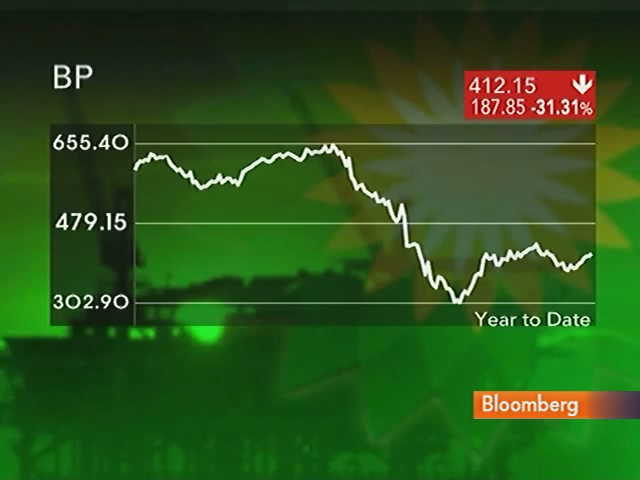 BP
412.15
187.85 -31.31%
655.40
479.15
302.90
Year to Date
Bloomberg